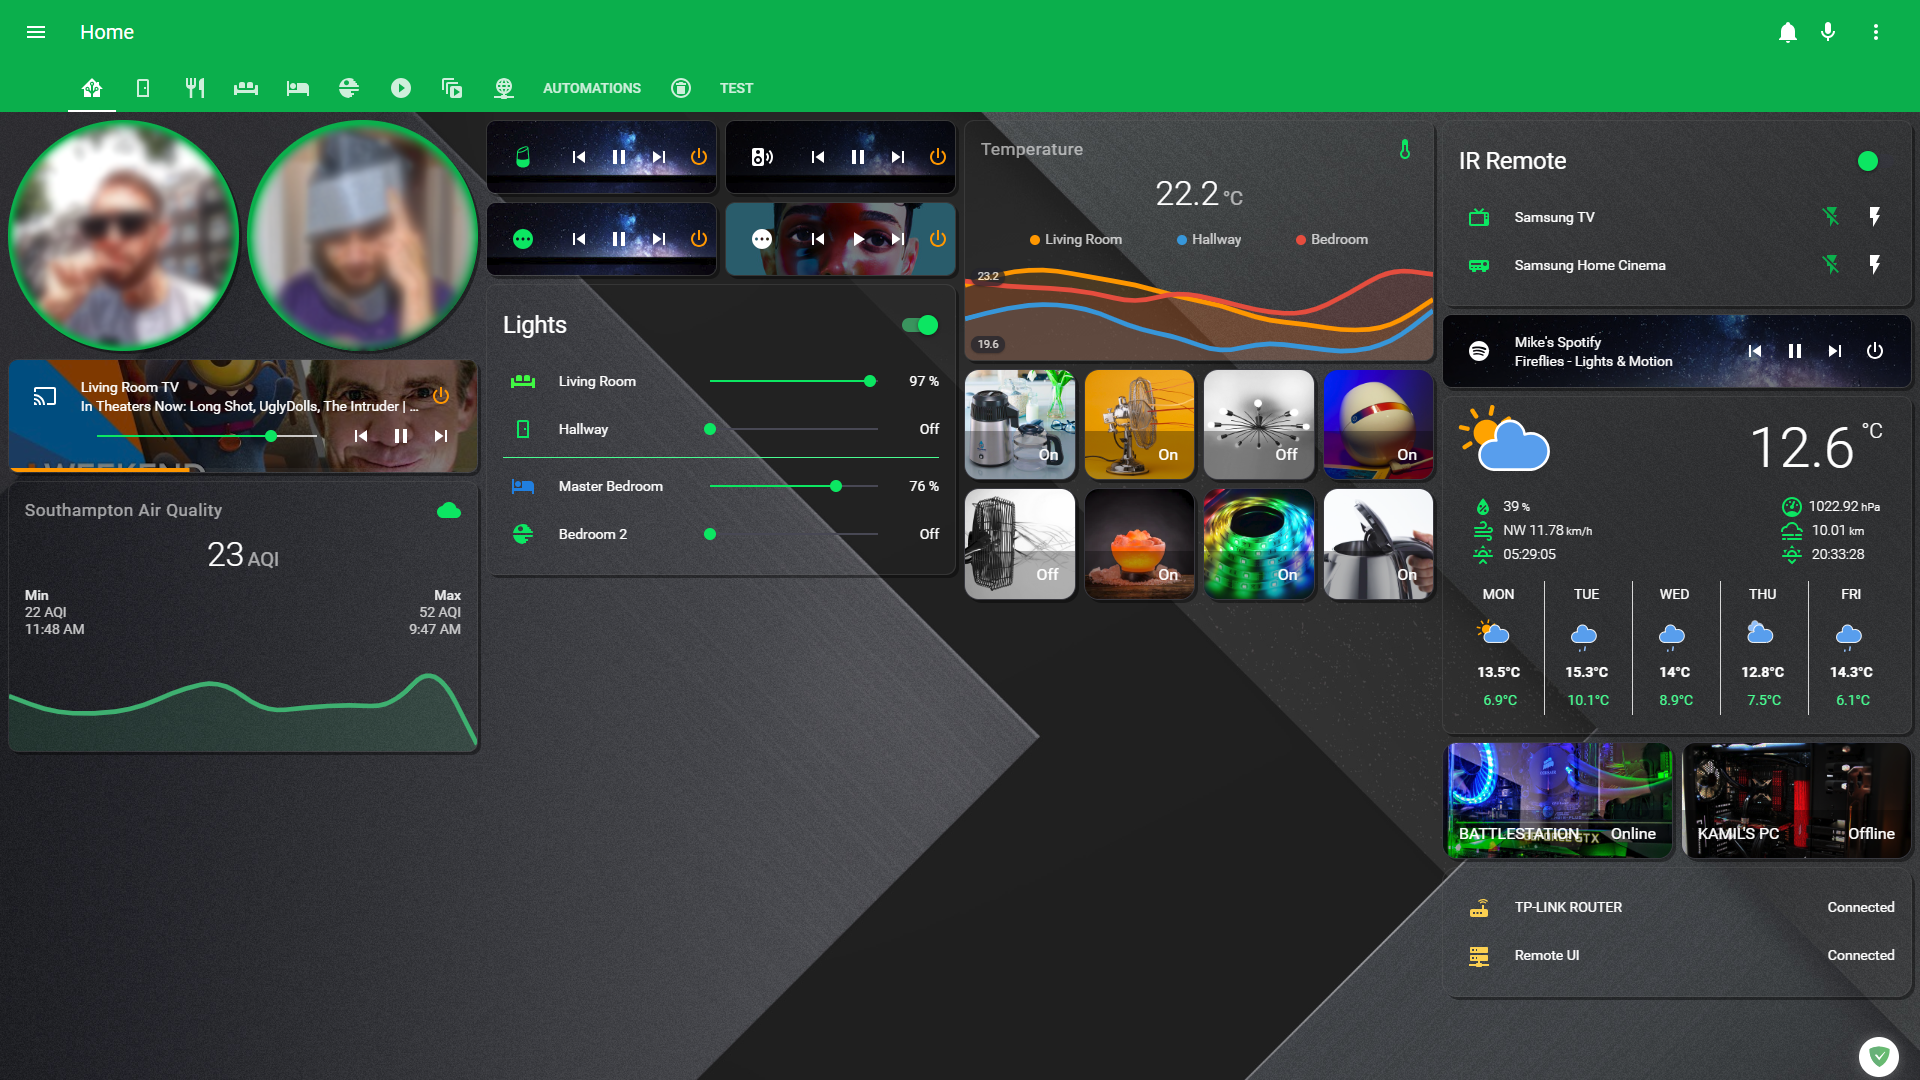 Home
AUTOMATIONS
TEST
Living Room TV
In Theaters Now: Long Shot, UglyDolls, The Intruder | ...
WEEKEND
Southampton Air Quality
23 AQI
Min
Max
22 AQI
52 AQI
11:48 AM
9:47 AM
Lights
Living Room
97 %
Hallway
Off
Master Bedroom
76 %
Bedroom 2
Off
Temperature
22.2 °C
Living Room
Hallway
Bedroom
23.2
19.6
On
On
Off
On
Off
On
On
On
IR Remote
Samsung TV
Samsung Home Cinema
Mike's Spotify
Fireflies - Lights & Motion
12.6 °C
39 %
1022.92 hPa
NW 11.78 km/h
10.01 km
05:29:05
20:33:28
MON TUE WED THU FRI
13.5°C 15.3°C 14°C 12.8°C 14.3°C
6.9°C 10.1°C 8.9°C 7.5°C 6.1°C
BATTLESTATION
Online
GEFORCE GTX
KAMIL'S PC
Offline
TP-LINK ROUTER
Connected
Remote UI
Connected